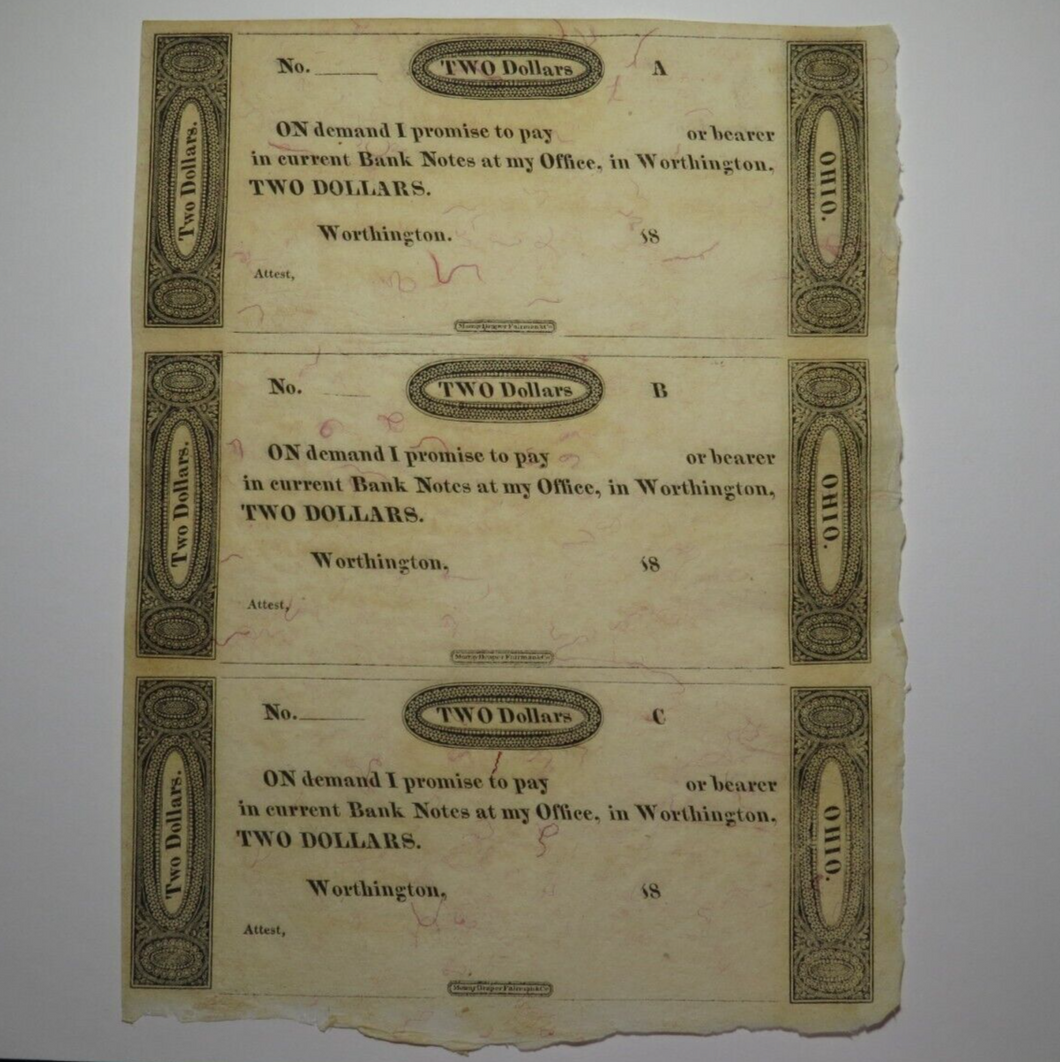 No. TWO Dollars A
ON demand I promise to pay or bearer
in current Bank Notes at my Office, in Worthington,
TWO DOLLARS.
Worthington. 18
Attest,
Two Dollars.
OHIO.
No. TWO Dollars B
ON demand I promise to pay or bearer
in current Bank Notes at my Office, in Worthington,
TWO DOLLARS.
Worthington, 18
Attest,
Two Dollars.
OHIO.
No. TWO Dollars C
ON demand I promise to pay or bearer
in current Bank Notes at my Office, in Worthington,
TWO DOLLARS.
Worthington, 18
Attest,
Two Dollars.
OHIO.